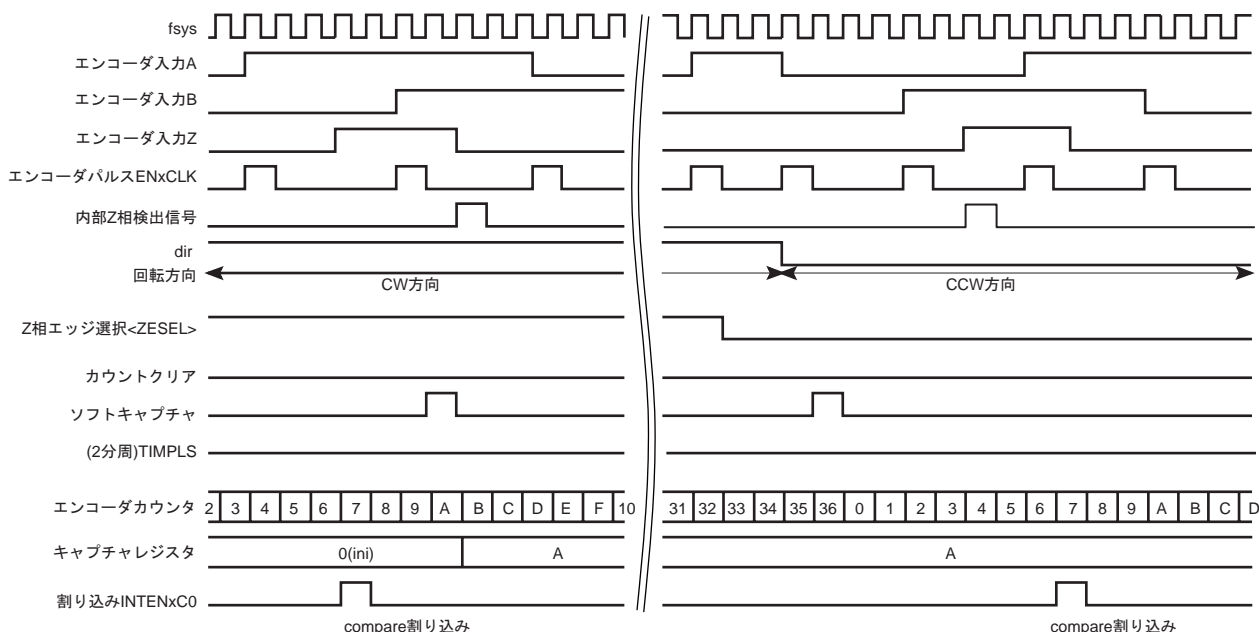 fsys
エンコーダ入力A
エンコーダ入力B
エンコーダ入力Z
エンコーダパルスENxCLK
内部Z相検出信号
dir
回転方向
CW方向 CCW方向
Z相エッジ選択<ZESEL>
カウントクリア
ソフトキャプチャ
(2分周)TIMPLS
エンコーダカウンタ 2 3 4 5 6 7 8 9 A B C D E F 10 31 32 33 34 35 36 0 1 2 3 4 5 6 7 8 9 A B C D
キャプチャレジスタ 0(ini) A A
割り込みINTENxC0
compare割り込み compare割り込み